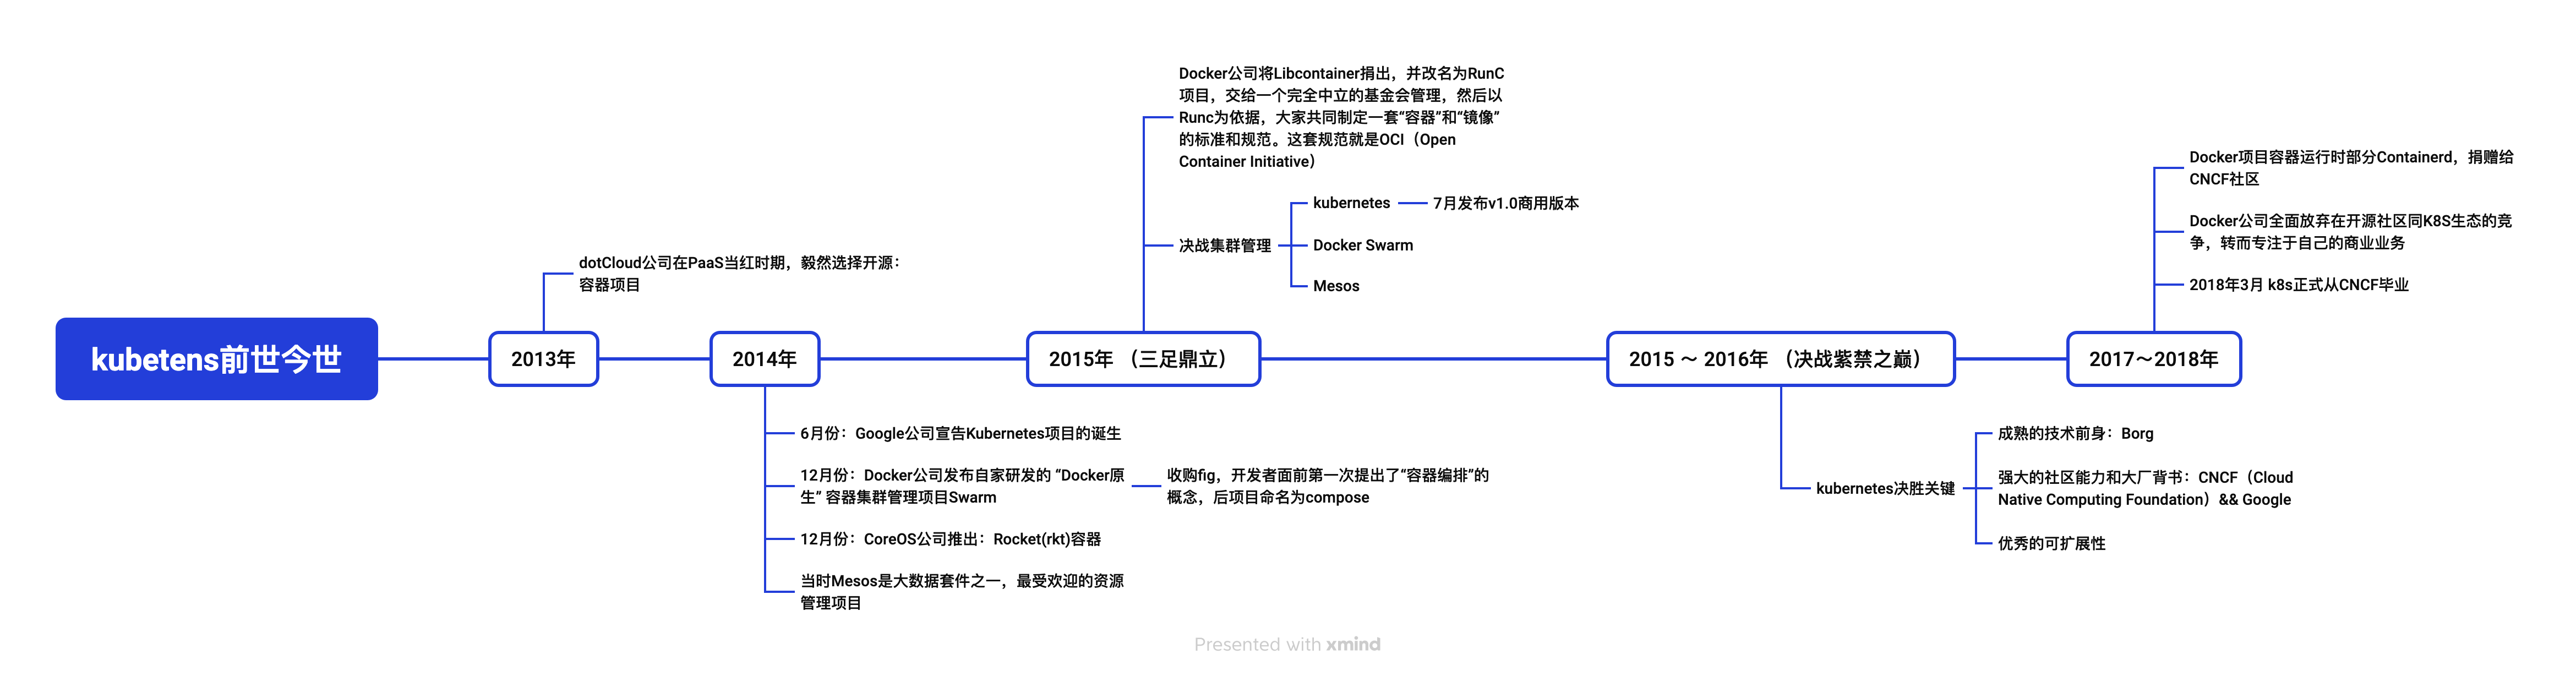 kubetens前世今世
2013年
dotCloud公司在PaaS当红时期，毅然选择开源：
容器项目
2014年
6月份：Google公司宣告Kubernetes项目的诞生
12月份：Docker公司发布自家研发的 “Docker原
生” 容器集群管理项目Swarm
收购fig，开发者面前第一次提出了“容器编排”的
概念，后项目命名为compose
12月份：CoreOS公司推出：Rocket(rkt)容器
当时Mesos是大数据套件之一，最受欢迎的资源
管理项目
2015年 （三足鼎立）
Docker公司将Libcontainer捐出，并改名为RunC
项目，交给一个完全中立的基金会管理，然后以
Runc为依据，大家共同制定一套“容器”和“镜像”
的标准和规范。这套规范就是OCI（Open
Container Initiative）
决战集群管理
kubernetes
7月发布v1.0商用版本
Docker Swarm
Mesos
2015 ～ 2016年 （决战紫禁之巅）
kubernetes决胜关键
成熟的技术前身：Borg
强大的社区能力和大厂背书：CNCF（Cloud
Native Computing Foundation）&& Google
优秀的可扩展性
2017～2018年
Docker项目容器运行时部分Containerd，捐赠给
CNCF社区
Docker公司全面放弃在开源社区同K8S生态的竞
争，转而专注于自己的商业业务
2018年3月 k8s正式从CNCF毕业
Presented with xmind